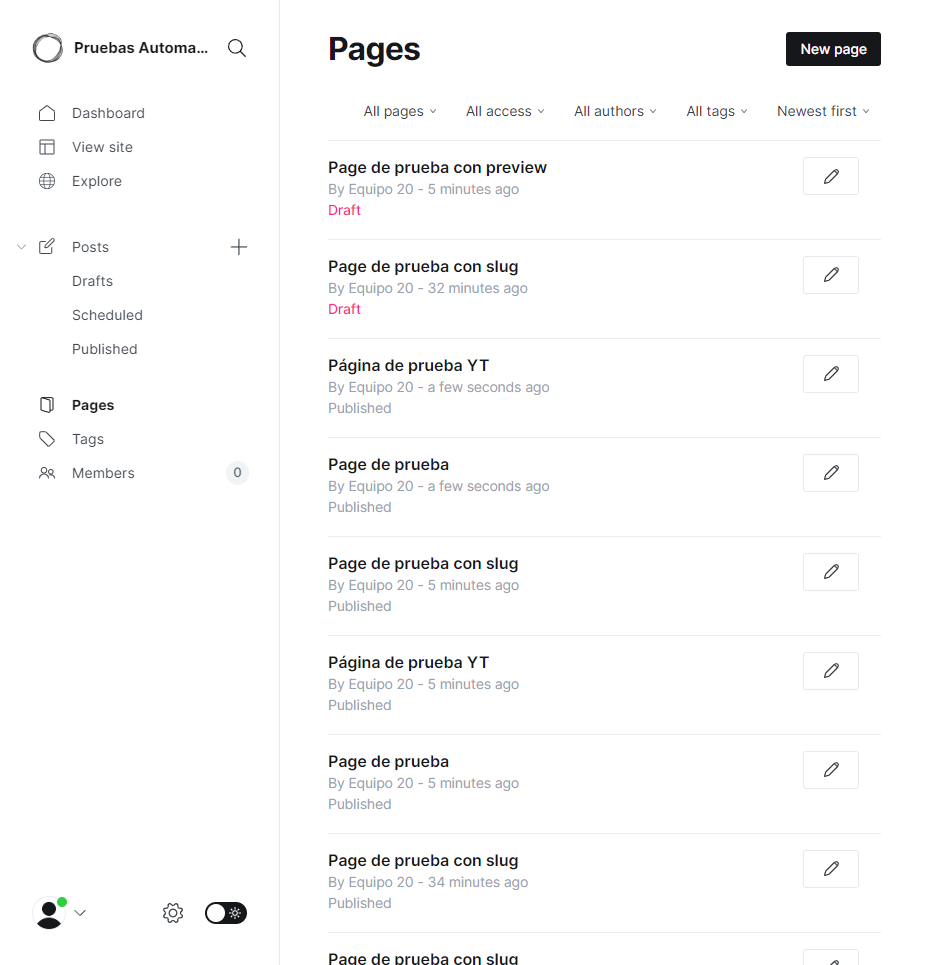 Pruebas Automa...
Dashboard
View site
Explore
Posts
Drafts
Scheduled
Published
Pages
Tags
Members
0
Pages
New page
All pages
All access
All authors
All tags
Newest first
Page de prueba con preview
By Equipo 20 - 5 minutes ago
Draft
Page de prueba con slug
By Equipo 20 - 32 minutes ago
Draft
Página de prueba YT
By Equipo 20 - a few seconds ago
Published
Page de prueba
By Equipo 20 - a few seconds ago
Published
Page de prueba con slug
By Equipo 20 - 5 minutes ago
Published
Página de prueba YT
By Equipo 20 - 5 minutes ago
Published
Page de prueba
By Equipo 20 - 5 minutes ago
Published
Page de prueba con slug
By Equipo 20 - 34 minutes ago
Published
Page de prueba con slug